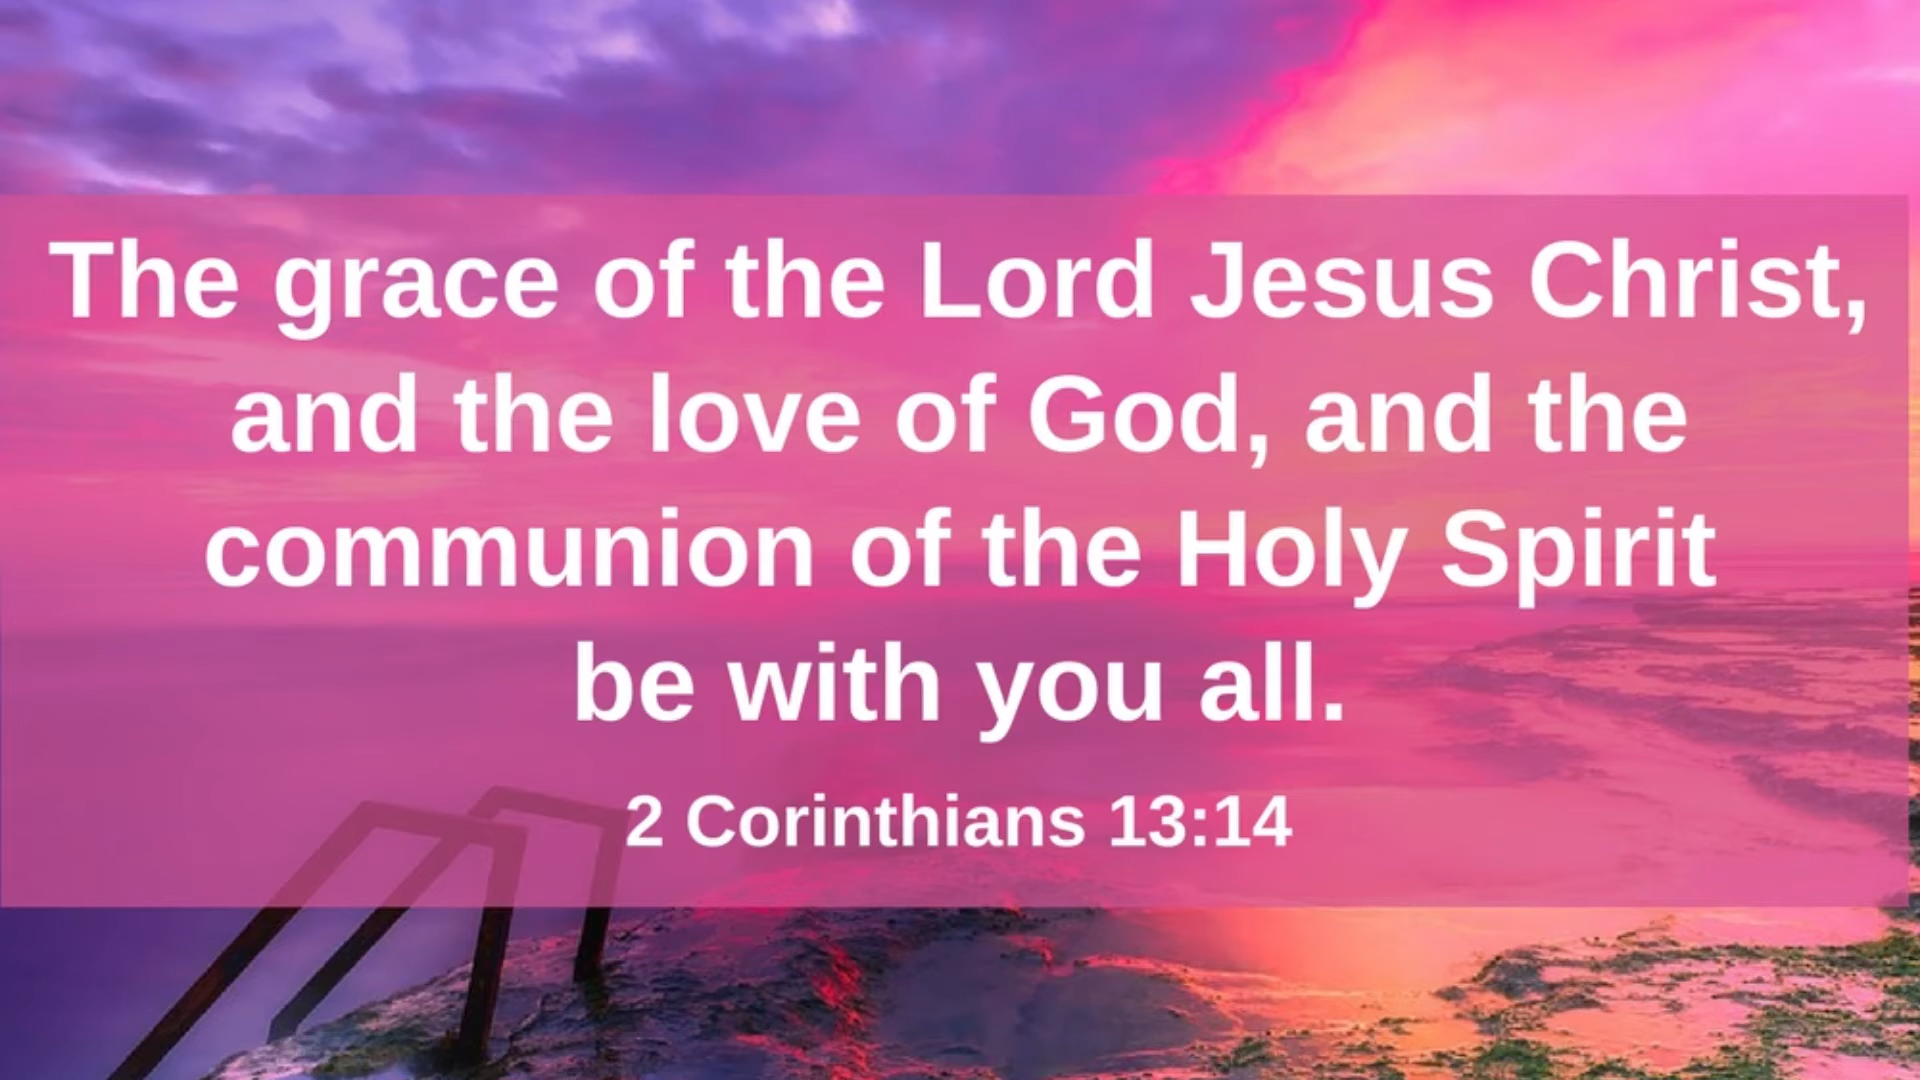 The grace of the Lord Jesus Christ,
and the love of God, and the
communion of the Holy Spirit
be with you all.
2 Corinthians 13:14